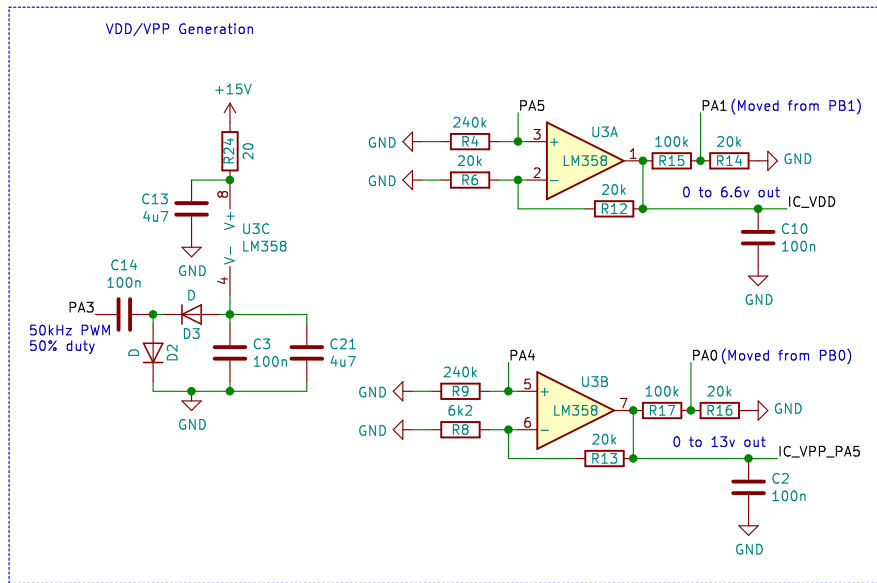 VDD/VPP Generation
+15V
R24
20
C13
4u7
8
V+
U3C
LM358
V-
4
GND
C14
100n
PA3
50kHz PWM
50% duty
D
D3
D
D2
C3
100n
C21
4u7
GND
PA5
PA1 (Moved from PB1)
240k
GND
R4
3
+
U3A
LM358
1
100k
R15
20k
R14
GND
20k
GND
R6
2
-
20k
R12
0 to 6.6v out
IC_VDD
C10
100n
GND
PA4
PA0 (Moved from PB0)
240k
GND
R9
5
+
U3B
LM358
7
100k
R17
20k
R16
GND
6k2
GND
R8
6
-
20k
R13
0 to 13v out
IC_VPP_PA5
C2
100n
GND